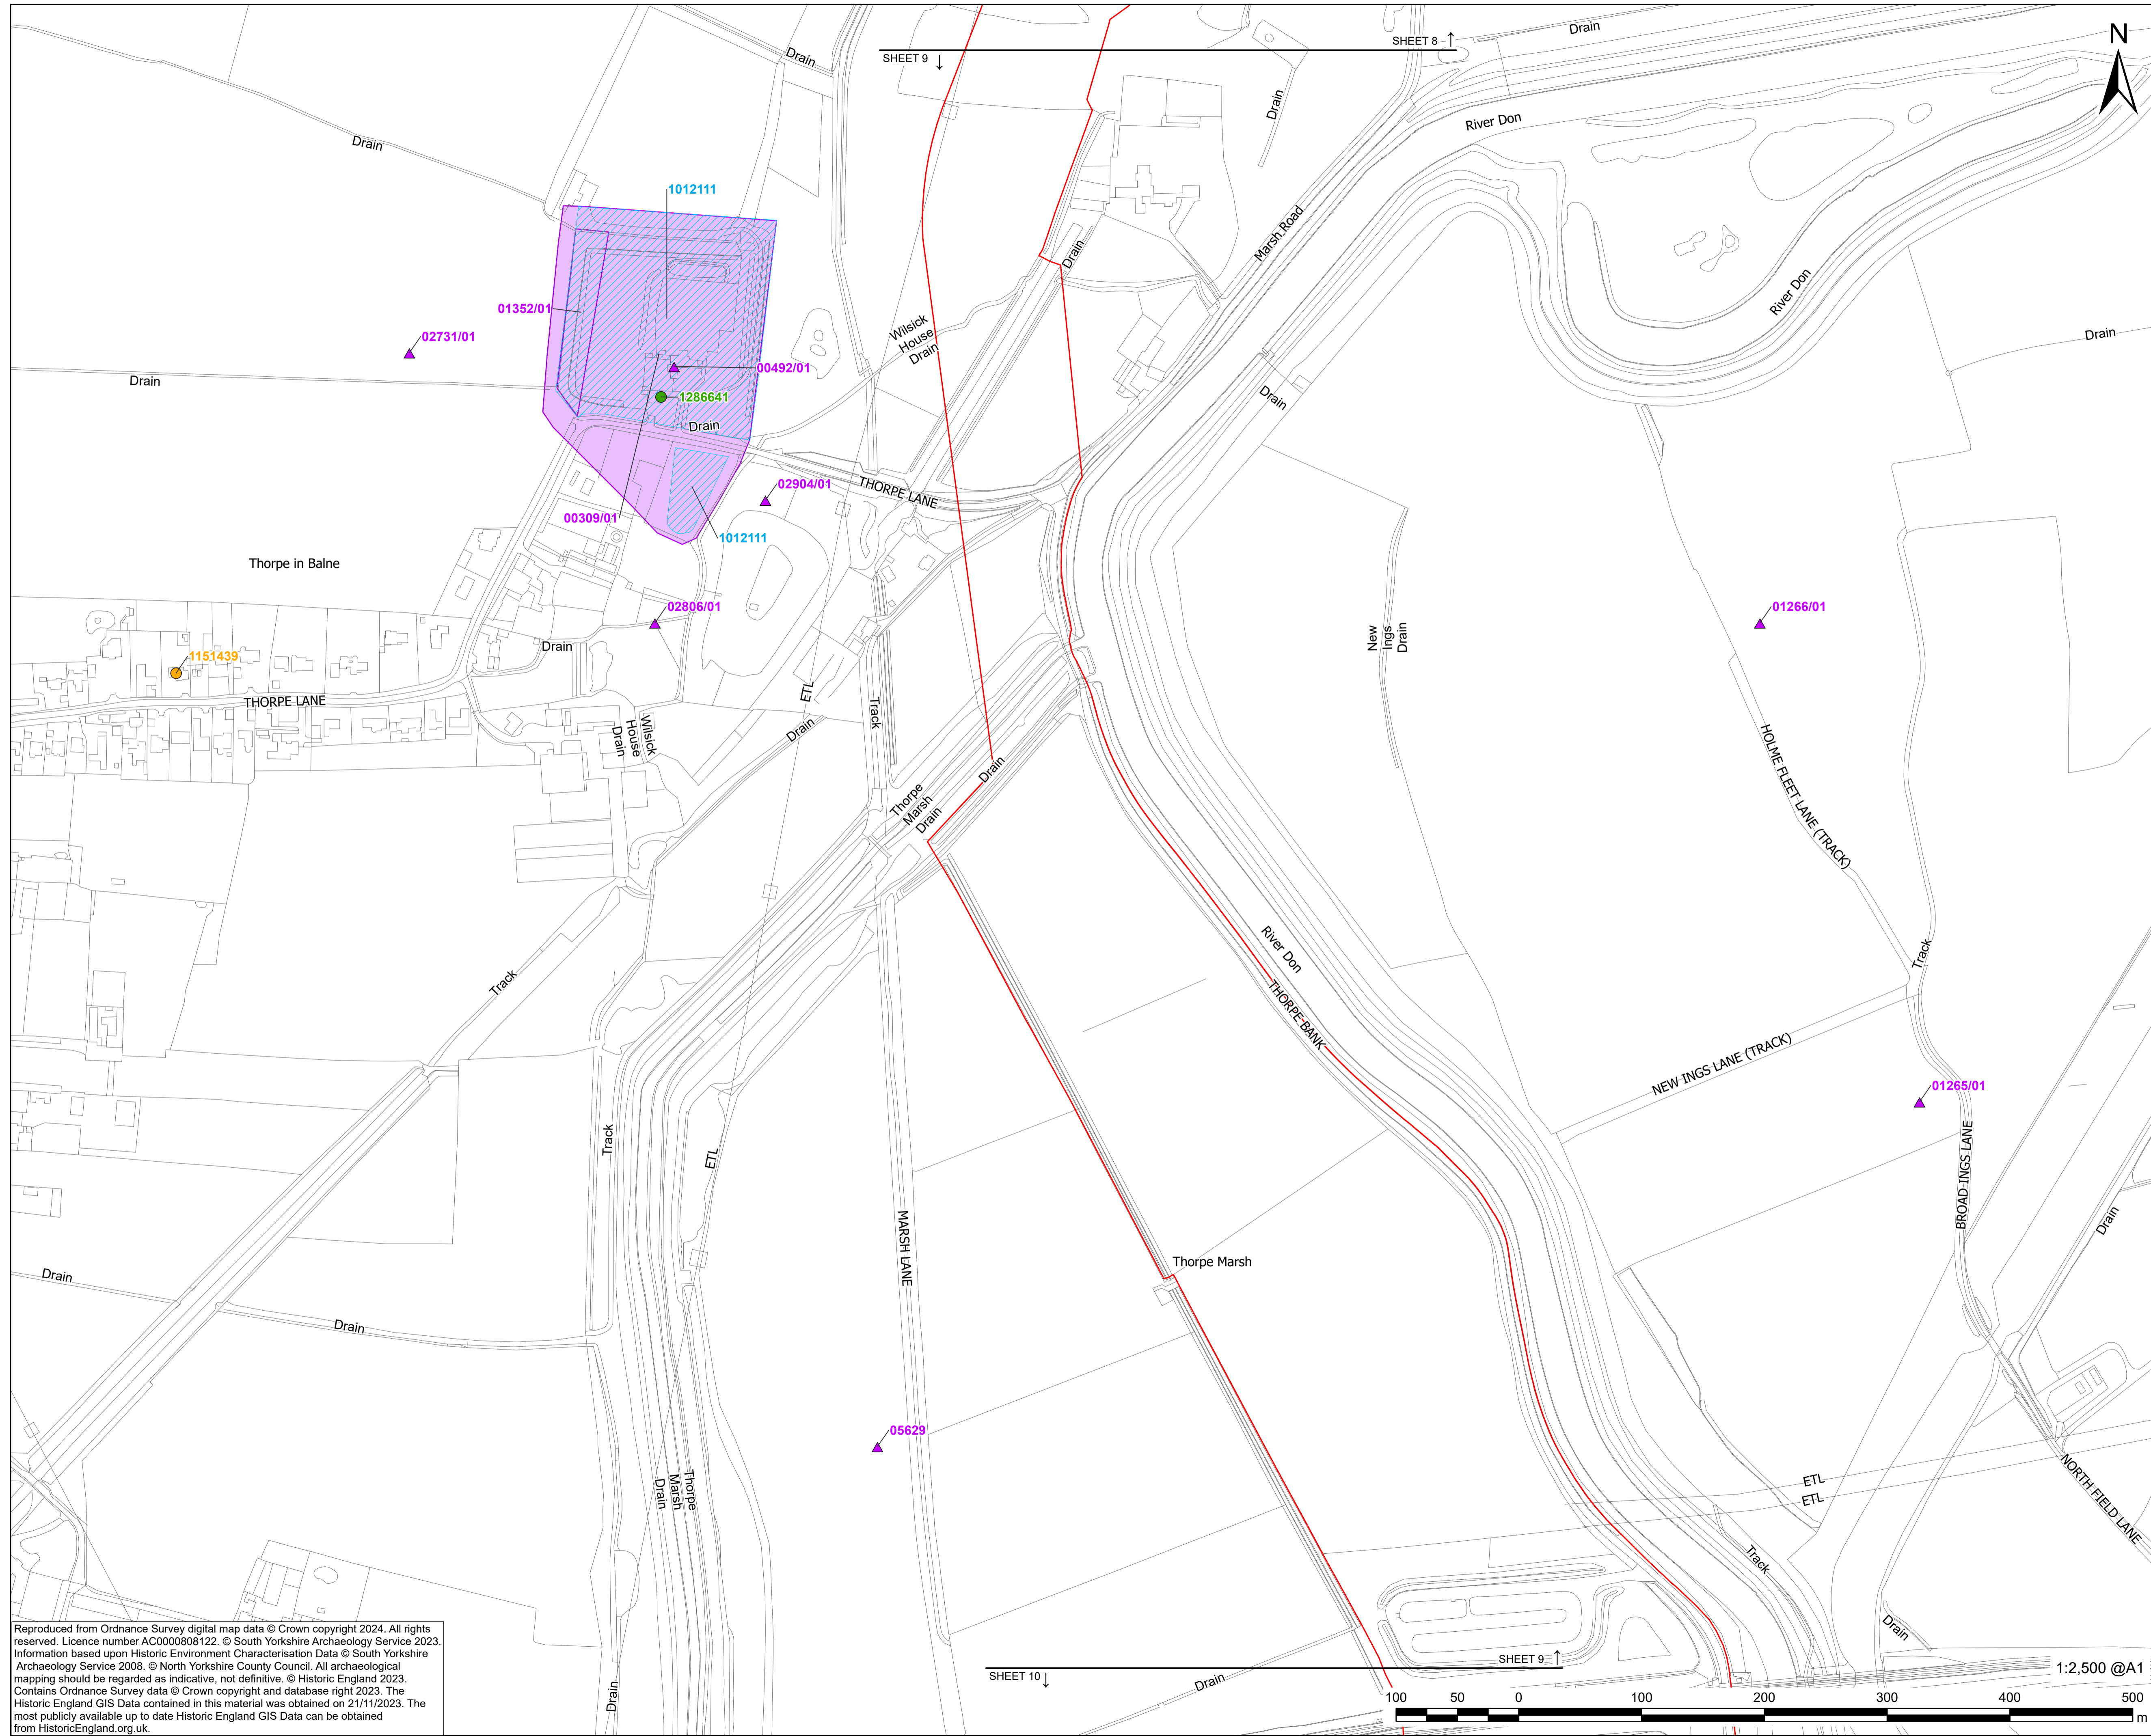 SHEET 8 ↑
SHEET 9 ↓
N
Drain
Drain
Drain
River Don
Drain
Drain
1012111
Marsh Road
Drain
River Don
01352/01
02731/01
Wilsick
House
Drain
Drain
Drain
00492/01
1286641
Drain
Drain
02904/01
THORPE LANE
00309/01
1012111
Thorpe in Balne
02806/01
01266/01
New
Ings
Drain
Drain
1151439
THORPE LANE
ETL
Track
Wilsick
House
Drain
Drain
Drain
Thorpe
Marsh
Drain
HOLME FLEET LANE (TRACK)
River Don
Track
Track
THORPE BANK
NEW INGS LANE (TRACK)
01265/01
Track
ETL
BROAD INGS LANE
MARSH LANE
Drain
Thorpe Marsh
Drain
Drain
05629
Thorpe
Marsh
Drain
ETL
ETL
NORTH FIELD LANE
Track
Drain
Drain
Drain
SHEET 9 ↑
SHEET 10 ↓
Reproduced from Ordnance Survey digital map data © Crown copyright 2024. All rights
reserved. Licence number AC0000808122. © South Yorkshire Archaeology Service 2023.
Information based upon Historic Environment Characterisation Data © South Yorkshire
Archaeology Service 2008. © North Yorkshire County Council. All archaeological
mapping should be regarded as indicative, not definitive. © Historic England 2023.
Contains Ordnance Survey data © Crown copyright and database right 2023. The
Historic England GIS Data contained in this material was obtained on 21/11/2023. The
most publicly available up to date Historic England GIS Data can be obtained
from HistoricEngland.org.uk.
1:2,500 @A1
100 50 0 100 200 300 400 500
m